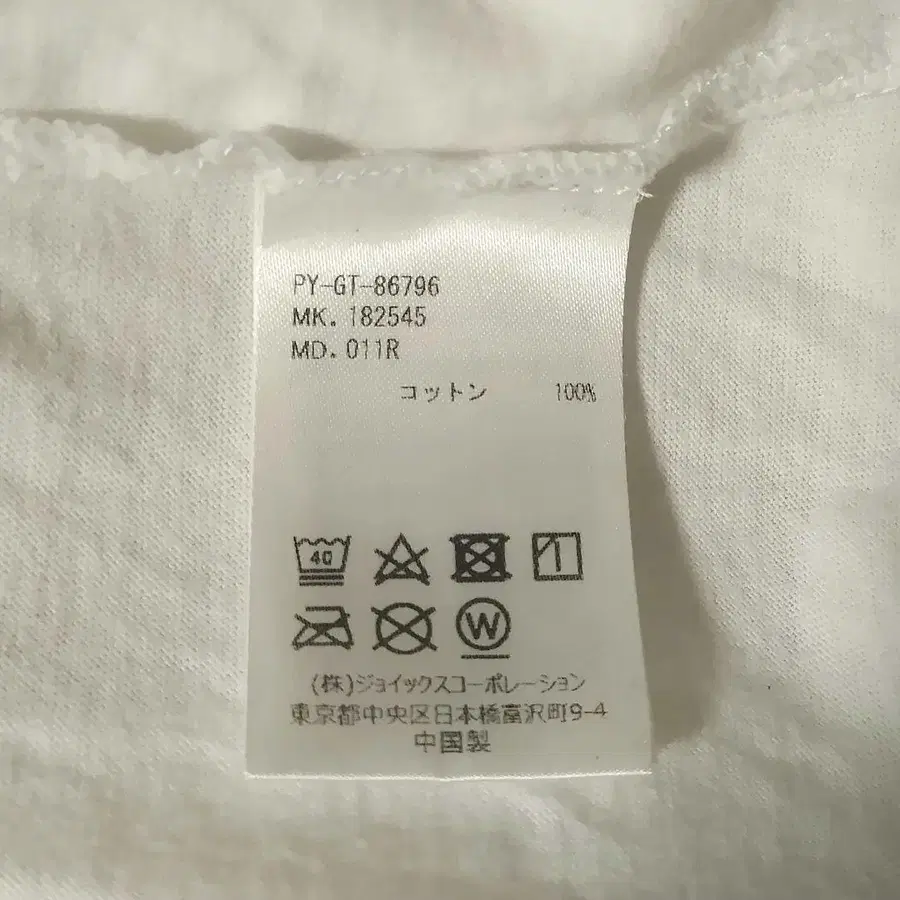 PY-GT-86796
MK. 182545
MD. 011R
コットン 100%
40
W
(株)ジョイックスコーポレーション
東京都中央区日本橋富沢町9-4
中国製